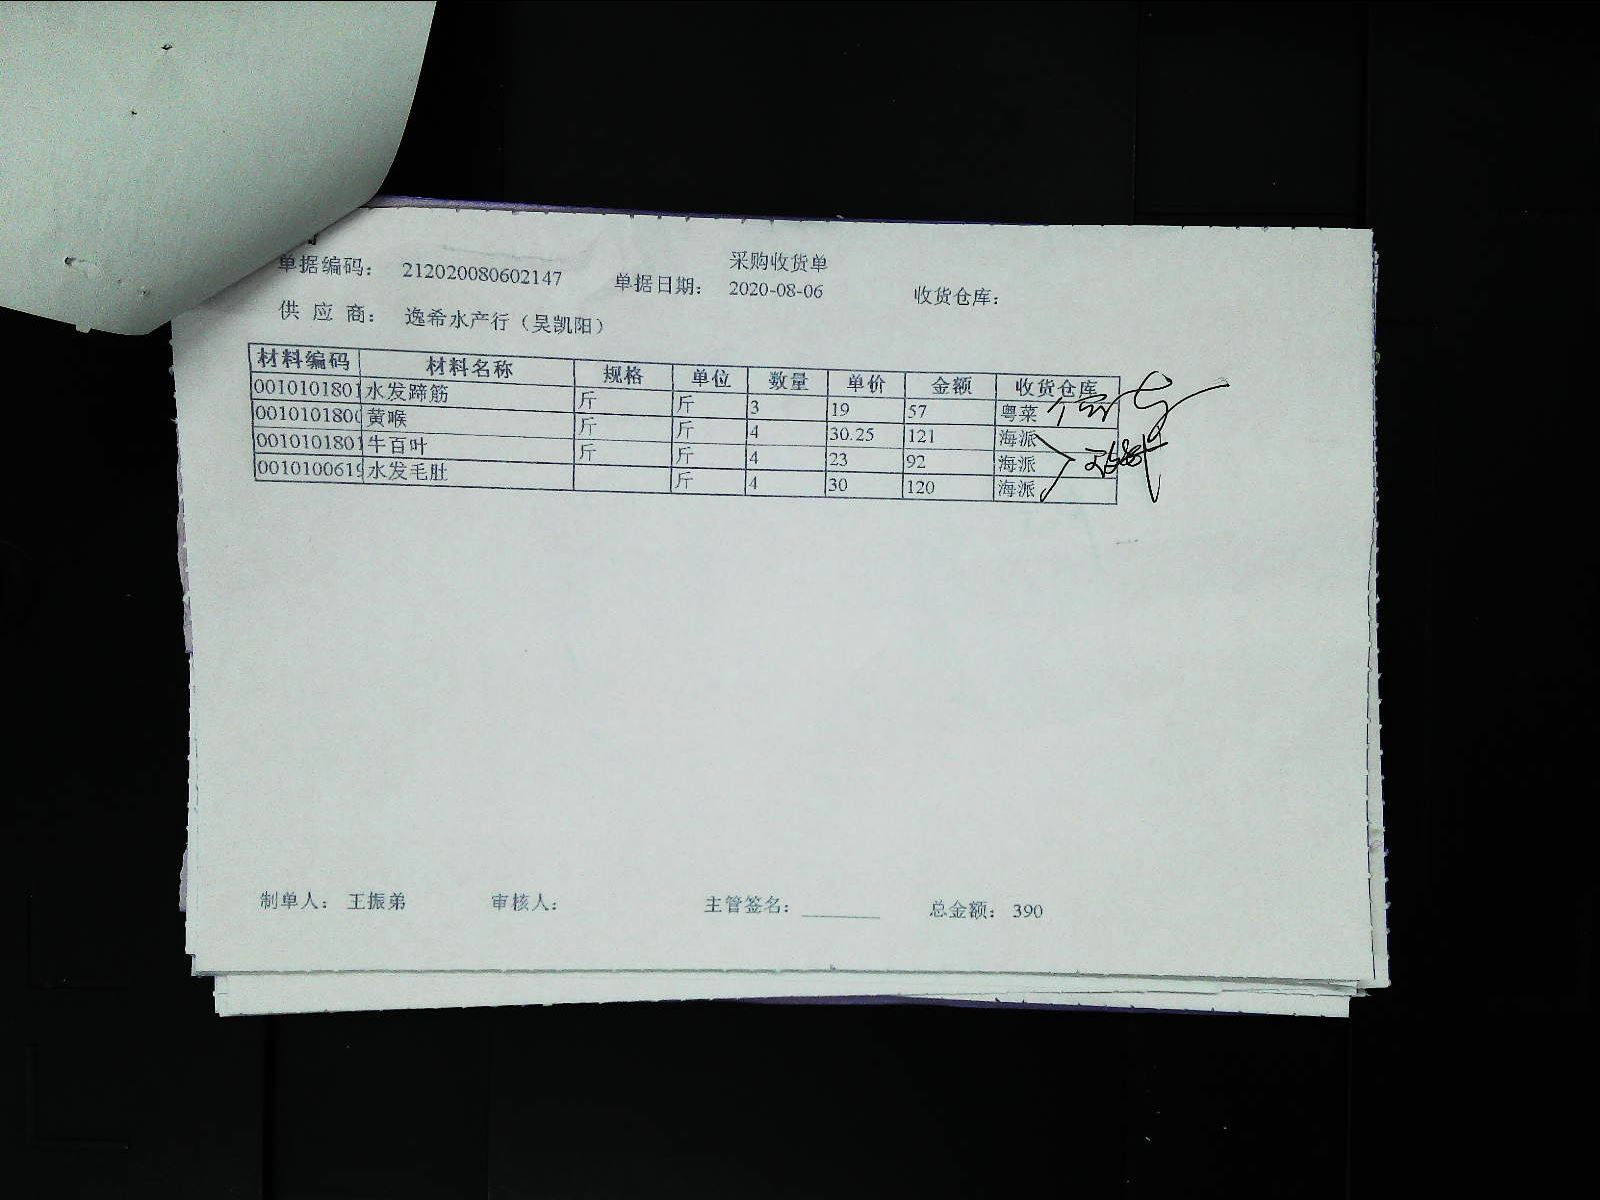 采购收货单
单据编码： 212020080602147 单据日期： 2020-08-06 收货仓库：
供 应 商： 逸希水产行（吴凯阳）
材料编码 材料名称 规格 单位 数量 单价 金额 收货仓库
0010101801 水发蹄筋 斤 斤 3 19 57 粤菜
001010180 黄喉 斤 斤 4 30.25 121 海派
0010101801 牛百叶 斤 斤 4 23 92 海派
0010100619 水发毛肚 斤 4 30 120 海派
制单人： 王振弟 审核人： 主管签名： 总金额： 390